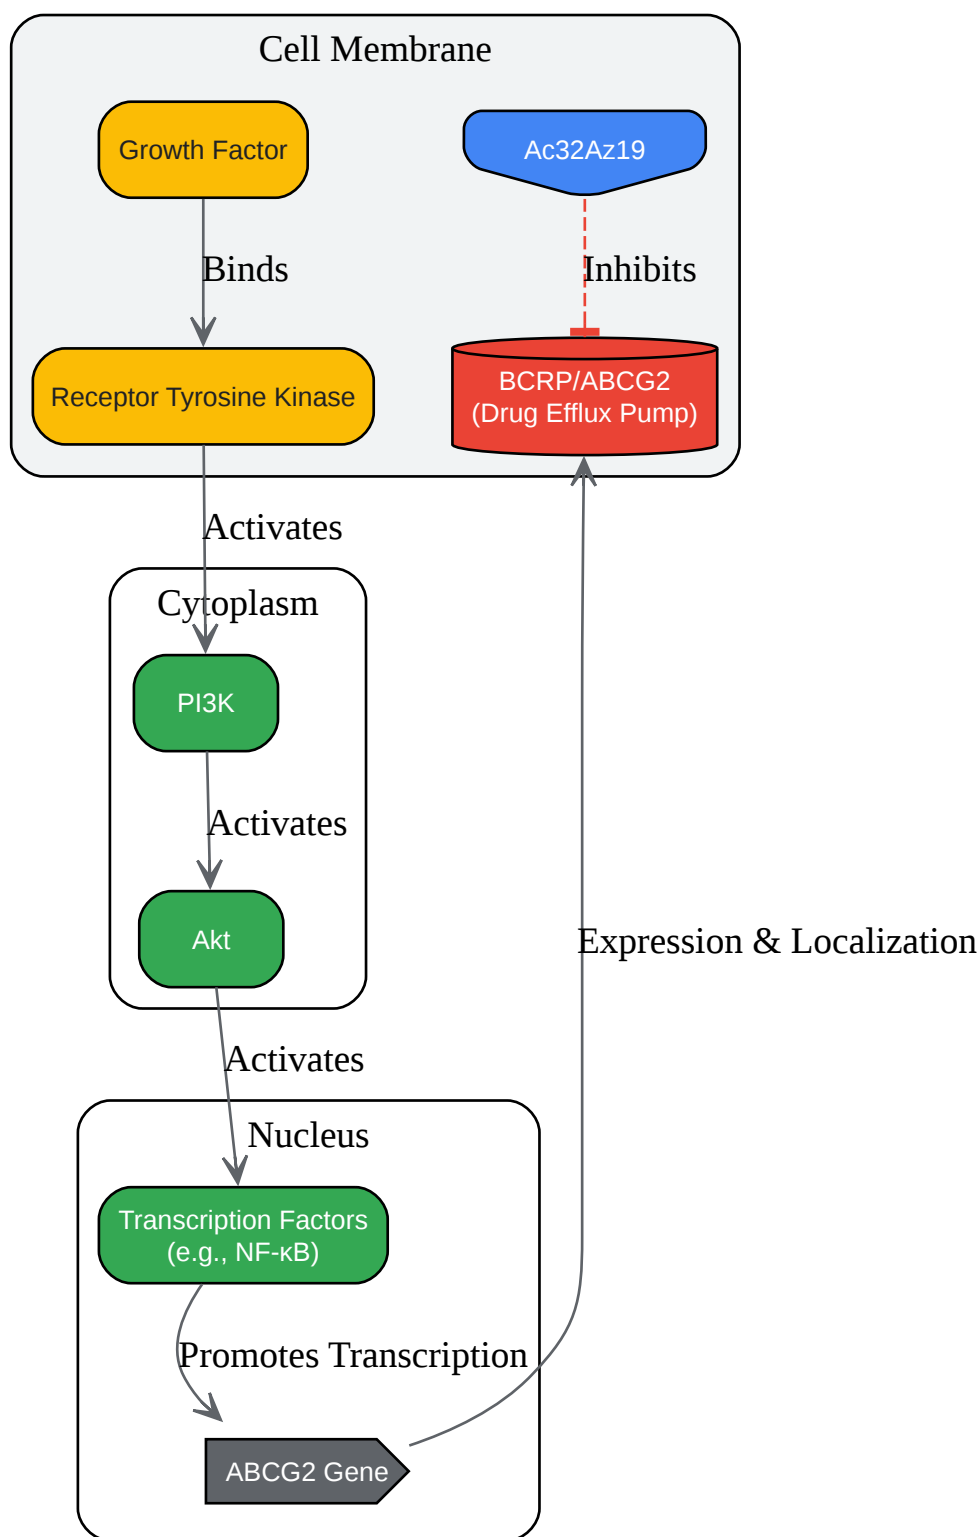 Cell Membrane
Growth Factor
Ac32Az19
Binds
Inhibits
Receptor Tyrosine Kinase
BCRP/ABCG2
(Drug Efflux Pump)
Activates
Cytoplasm
PI3K
Activates
Akt
Expression & Localization
Activates
Nucleus
Transcription Factors
(e.g., NF-κB)
Promotes Transcription
ABCG2 Gene